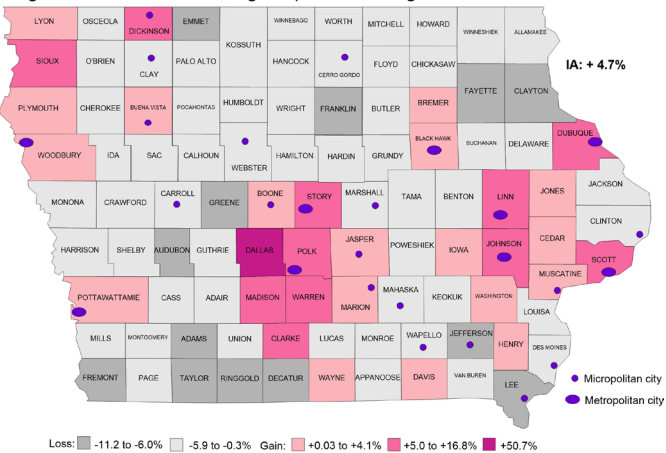 LYON OSCEOLA DICKINSON EMMET WINNEBAGO WORTH MITCHELL HOWARD WINNESHIEK ALLAMAKEE
KOSSUTH
SIOUX O'BRIEN CLAY PALO ALTO HANCOCK CERRO GORDO FLOYD CHICKASAW
IA: + 4.7%
FAYETTE CLAYTON
PLYMOUTH CHEROKEE BUENA VISTA POCAHONTAS HUMBOLDT WRIGHT FRANKLIN BUTLER BREMER
WOODBURY IDA SAC CALHOUN WEBSTER HAMILTON HARDIN GRUNDY BLACK HAWK BUCHANAN DELAWARE DUBUQUE
MONONA CRAWFORD CARROLL GREENE BOONE STORY MARSHALL TAMA BENTON LINN JONES JACKSON
CLINTON
HARRISON SHELBY AUDUBON GUTHRIE DALLAS POLK JASPER POWESHIEK IOWA JOHNSON CEDAR SCOTT
MUSCATINE
POTTAWATTAMIE CASS ADAIR MADISON WARREN MARION MAHASKA KEOKUK WASHINGTON
LOUISA
MILLS MONTGOMERY ADAMS UNION CLARKE LUCAS MONROE WAPELLO JEFFERSON HENRY DES MOINES
FREMONT PAGE TAYLOR RINGGOLD DECATUR WAYNE APPANOOSE DAVIS VAN BUREN LEE
Micropolitan city
Metropolitan city
Loss: -11.2 to -6.0% -5.9 to -0.3% Gain: +0.03 to +4.1% +5.0 to +16.8% +50.7%